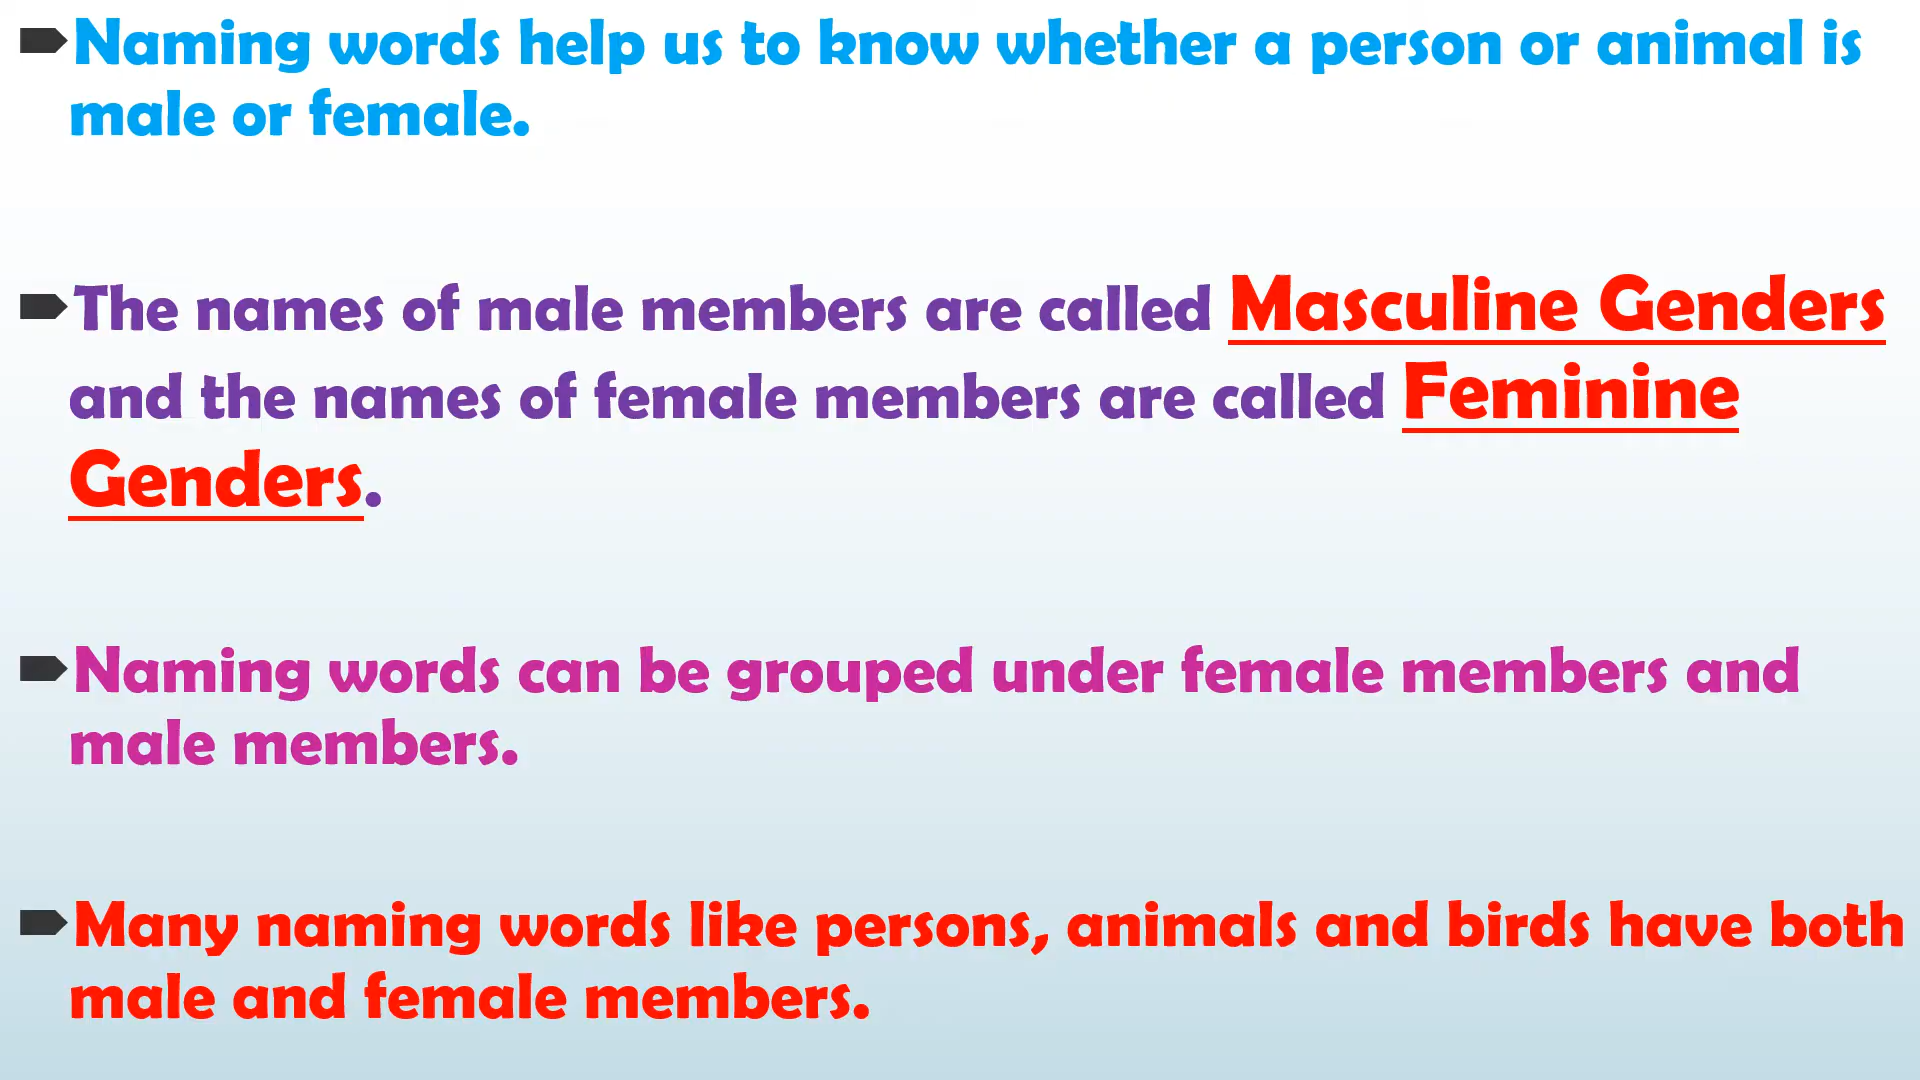 Naming words help us to know whether a person or animal is
male or female.
The names of male members are called Masculine Genders
and the names of female members are called Feminine
Genders.
Naming words can be grouped under female members and
male members.
Many naming words like persons, animals and birds have both
male and female members.